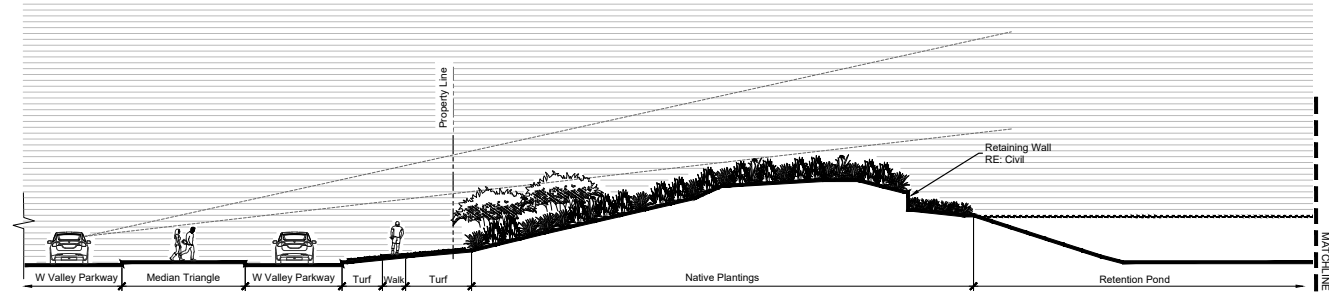 Property Line
Retaining Wall
RE: Civil
W Valley Parkway
Median Triangle
W Valley Parkway
Turf
Walk
Turf
Native Plantings
Retention Pond
MATCHLINE